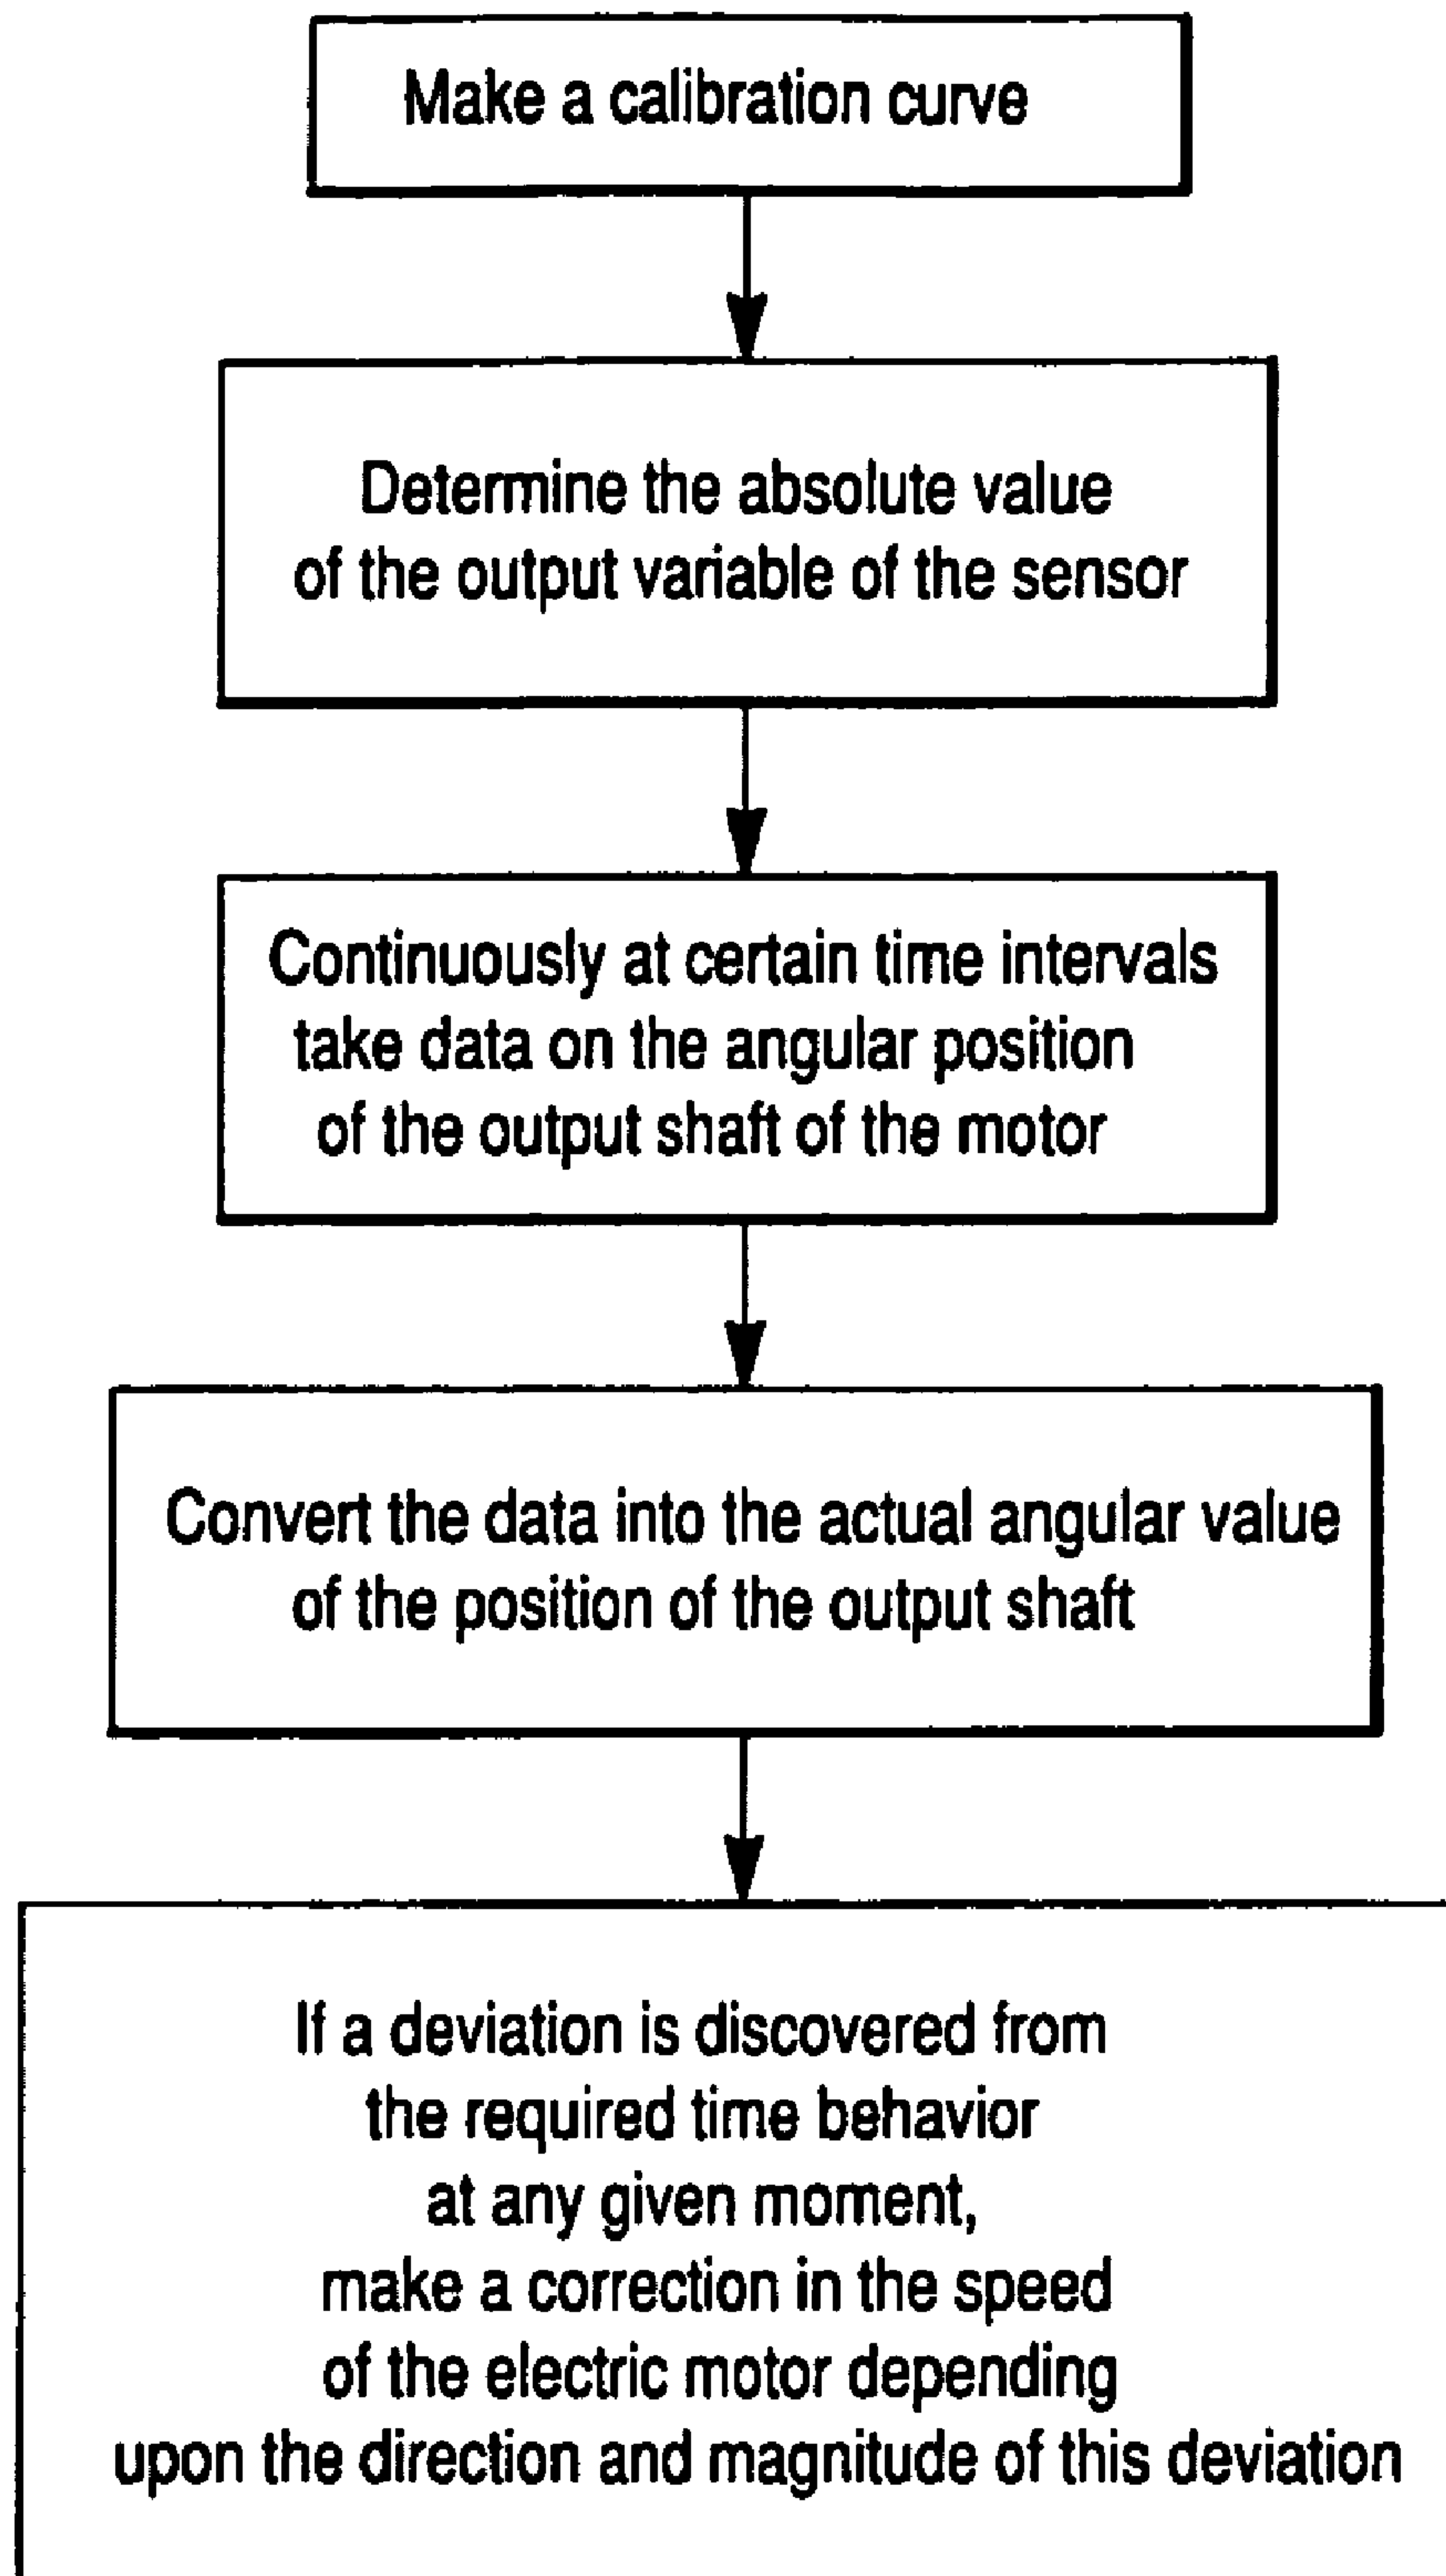 Make a calibration curve
Determine the absolute value
of the output variable of the sensor
Continuously at certain time intervals
take data on the angular position
of the output shaft of the motor
Convert the data into the actual angular value
of the position of the output shaft
If a deviation is discovered from
the required time behavior
at any given moment,
make a correction in the speed
of the electric motor depending
upon the direction and magnitude of this deviation